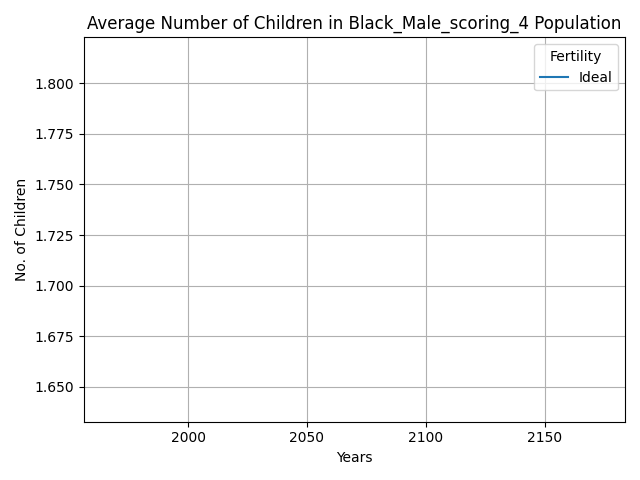 Average Number of Children in Black_Male_scoring_4 Population
Fertility
Ideal
No. of Children
1.800
1.775
1.750
1.725
1.700
1.675
1.650
2000
2050
2100
2150
Years